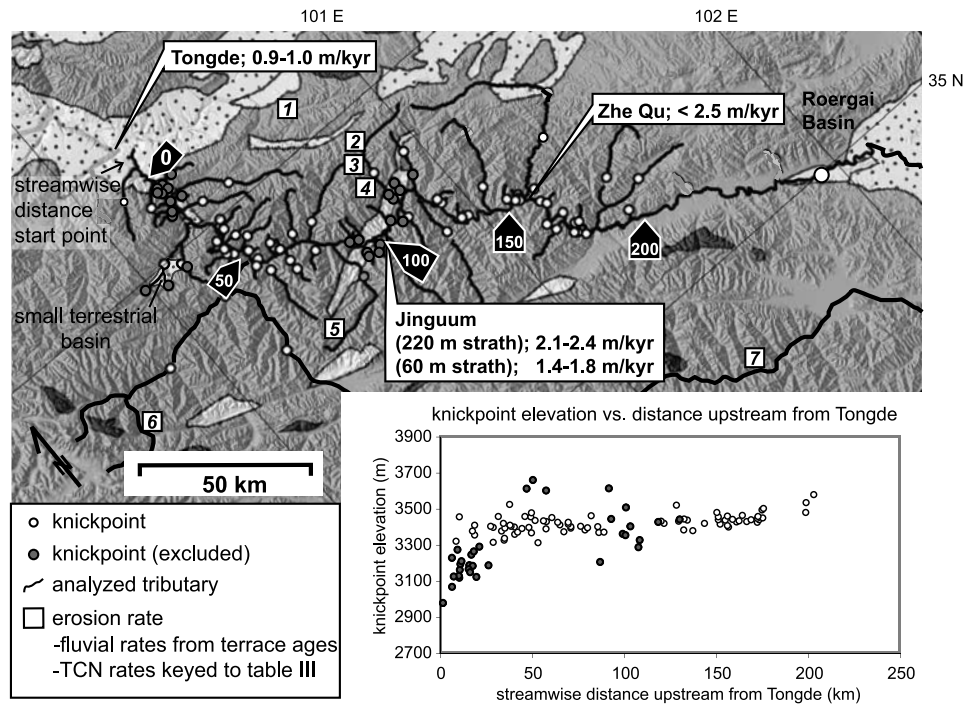 101 E
102 E
35 N
Tongde; 0.9-1.0 m/kyr
1
Zhe Qu; < 2.5 m/kyr
Roergai
Basin
2
3
4
0
streamwise
distance
start point
150
200
100
50
small terrestrial
basin
5
Jinguum
(220 m strath); 2.1-2.4 m/kyr
(60 m strath); 1.4-1.8 m/kyr
7
6
50 km
knickpoint
knickpoint (excluded)
analyzed tributary
erosion rate
-fluvial rates from terrace ages
-TCN rates keyed to table III
knickpoint elevation vs. distance upstream from Tongde
knickpoint elevation (m)
3900
3700
3500
3300
3100
2900
2700
0
50
100
150
200
250
streamwise distance upstream from Tongde (km)